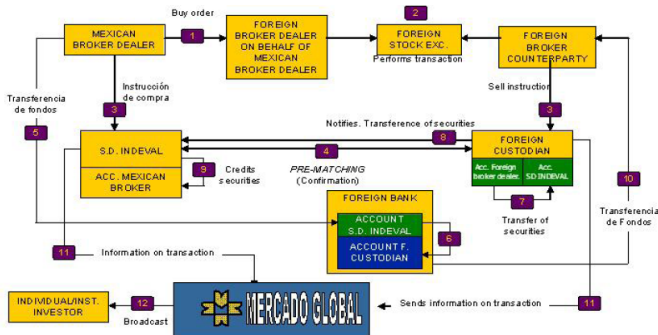 Buy order
2
MEXICAN
BROKER DEALER
1
FOREIGN
BROKER DEALER
ON BEHALF OF
MEXICAN
BROKER DEALER
FOREIGN
STOCK EXC.
Performs transaction
FOREIGN
BROKER
COUNTERPARTY
Transferencia
de fondos
Instrucción
de compra
Sell instruction
5
3
3
Notifies. Transference of securities
8
S.D. INDEVAL
ACC. MEXICAN
BROKER
9
Credits
securities
4
PRE-MATCHING
(Confirmation)
FOREIGN
CUSTODIAN
Acc. Foreign
broker dealer.
Acc.
SD INDEVAL
7
Transfer of
securities
10
Transferencia
de Fondos
FOREIGN BANK
ACCOUNT
S.D. INDEVAL
ACCOUNT F.
CUSTODIAN
6
11
Information on transaction
INDIVIDUAL/INST.
INVESTOR
12
Broadcast
MERCADO GLOBAL
Sends information on transaction
11